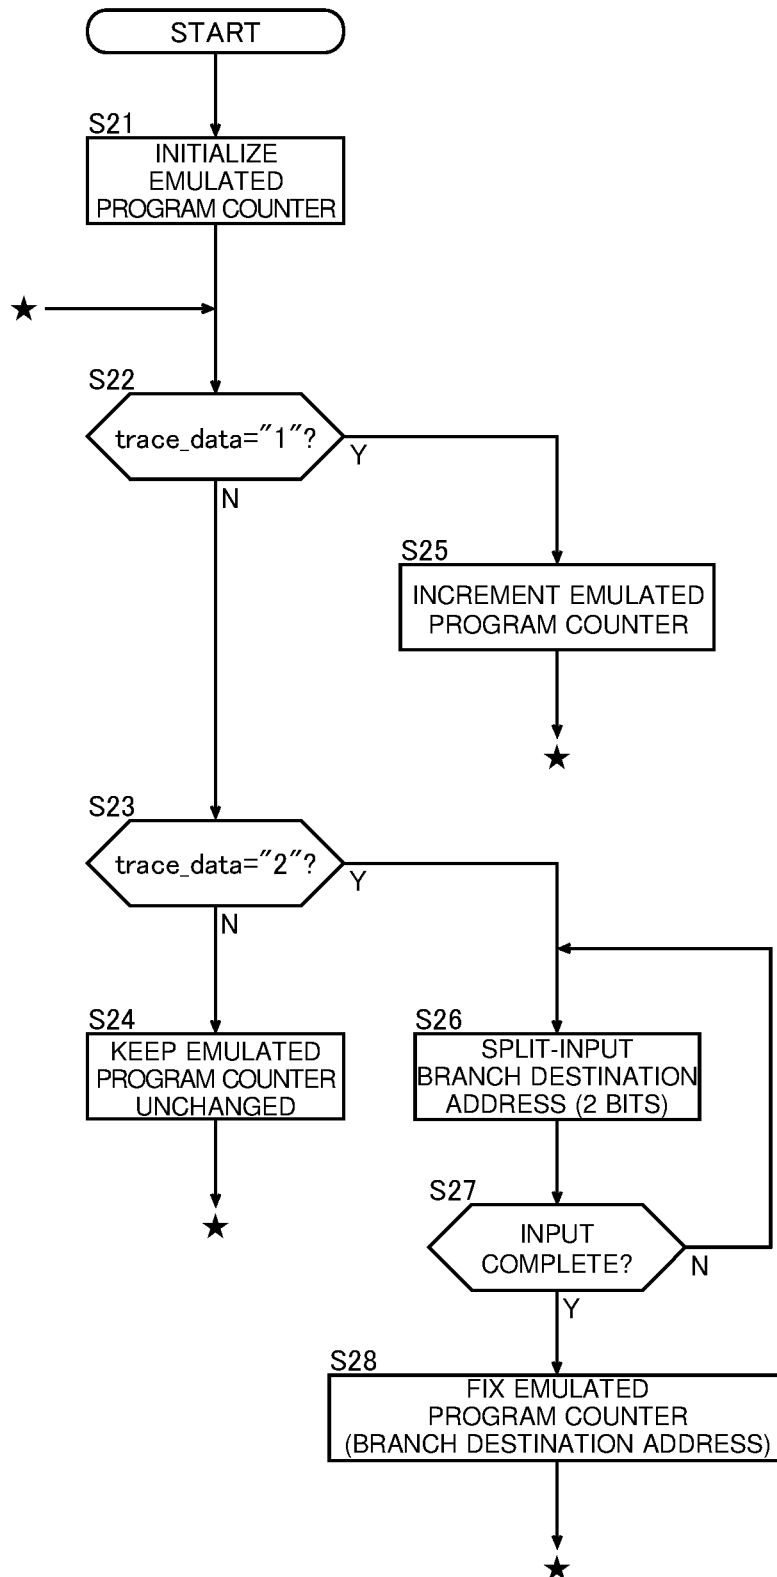 START
S21
INITIALIZE
EMULATED
PROGRAM COUNTER
★
S22
trace_data="1"?
Y
N
S25
INCREMENT EMULATED
PROGRAM COUNTER
★
S23
trace_data="2"?
Y
N
S24
KEEP EMULATED
PROGRAM COUNTER
UNCHANGED
★
S26
SPLIT-INPUT
BRANCH DESTINATION
ADDRESS (2 BITS)
S27
INPUT
COMPLETE?
N
Y
S28
FIX EMULATED
PROGRAM COUNTER
(BRANCH DESTINATION ADDRESS)
★